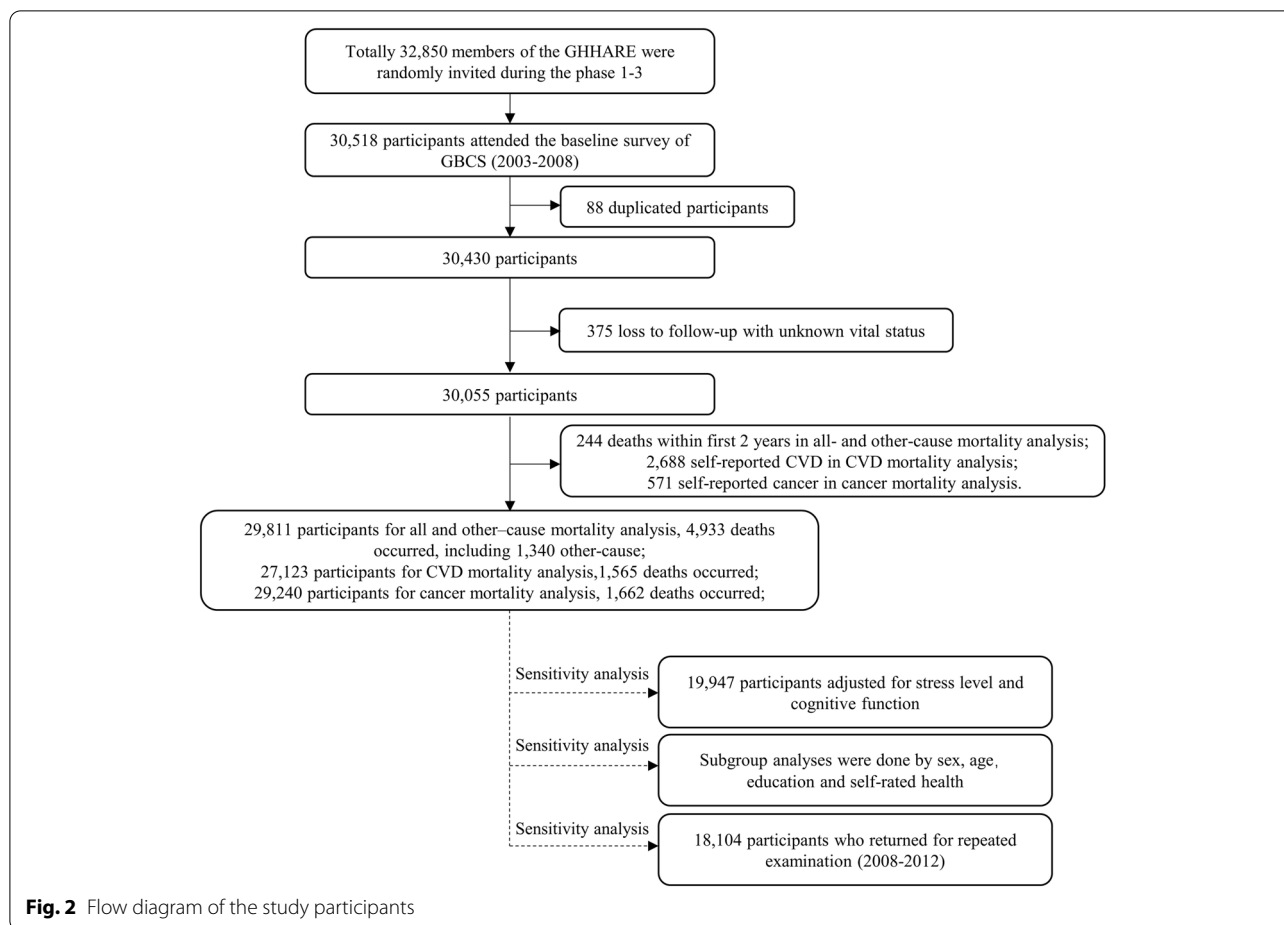 Totally 32,850 members of the GHHARE were
randomly invited during the phase 1-3
30,518 participants attended the baseline survey of
GBCS (2003-2008)
88 duplicated participants
30,430 participants
375 loss to follow-up with unknown vital status
30,055 participants
244 deaths within first 2 years in all- and other-cause mortality analysis;
2,688 self-reported CVD in CVD mortality analysis;
571 self-reported cancer in cancer mortality analysis.
29,811 participants for all and other–cause mortality analysis, 4,933 deaths
occurred, including 1,340 other-cause;
27,123 participants for CVD mortality analysis,1,565 deaths occurred;
29,240 participants for cancer mortality analysis, 1,662 deaths occurred;
Sensitivity analysis
19,947 participants adjusted for stress level and
cognitive function
Sensitivity analysis
Subgroup analyses were done by sex, age,
education and self-rated health
Sensitivity analysis
18,104 participants who returned for repeated
examination (2008-2012)
Fig. 2 Flow diagram of the study participants